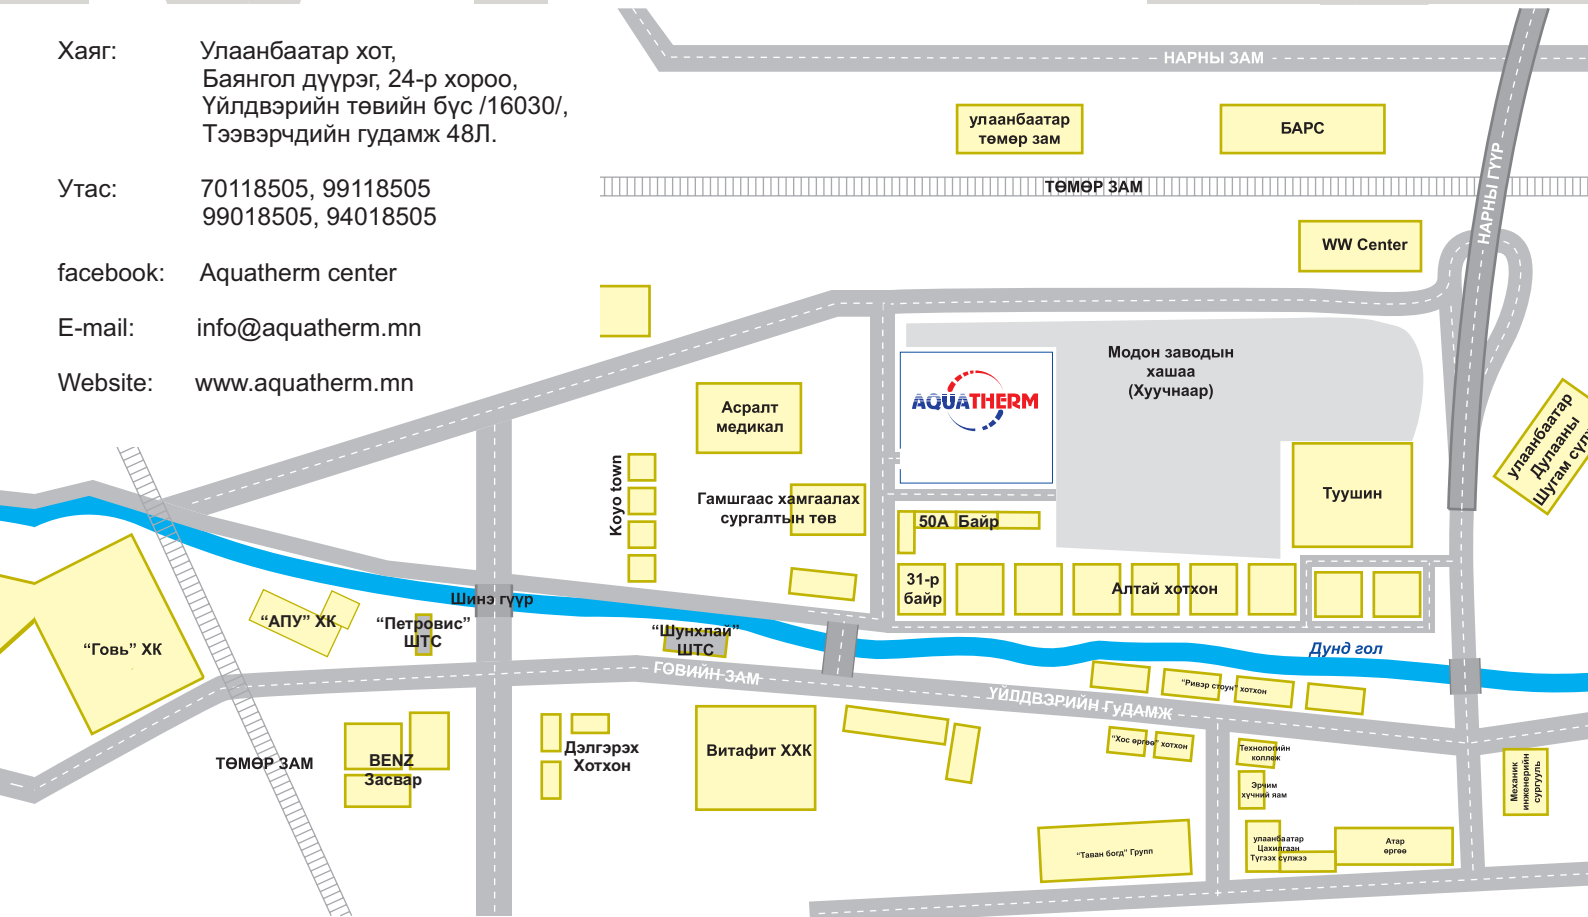 Хаяг: Улаанбаатар хот,
Баянгол дүүрэг, 24-р хороо,
Үйлдвэрийн төвийн бүс /16030/,
Тээвэрчдийн гудамж 48Л.
Утас: 70118505, 99118505
99018505, 94018505
facebook: Aquatherm center
E-mail: info@aquatherm.mn
Website: www.aquatherm.mn
НАРНЫ ЗАМ
улаанбаатар
төмөр зам
БАРС
НАРНЫ ГҮҮР
ТӨМӨР ЗАМ
WW Center
Модон заводын
хашаа
(Хуучнаар)
AQUATHERM
Асралт
медикал
Koyo town
Гамшгаас хамгаалах
сургалтын төв
50А Байр
Туушин
улаанбаатар
Дулааны
Шугам
31-р
байр
Алтай хотхон
Шинэ гүүр
“АПУ” ХК
“Петровис”
ШТС
“Шунхлай”
ШТС
“Говь” ХК
Дунд гол
ГОВИЙН ЗАМ
ҮЙЛДВЭРИЙН ГуДАМЖ
“Ривэр стоун” хотхон
ТӨМӨР ЗАМ
BENZ
Засвар
Дэлгэрэх
Хотхон
Витафит ХХК
“Хос өргөө” хотхон
Технологийн
коллеж
Эрчим
хүчний яам
Механик
инженерийн
сургууль
“Таван богд” Групп
улаанбаатар
Цахилгаан
Түгээх сүлжээ
Атар
өргөө